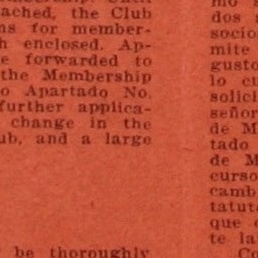 ached, the Club
ns for member-
h enclosed. Ap-
e forwarded to
the Membership
o Apartado No.
further applica-
change in the
ub, and a large
be thoroughly
dos
socio
mite
gusto
lo cu
solici
señor
de M
tado
de M
curso
camb
tatut
que
te la